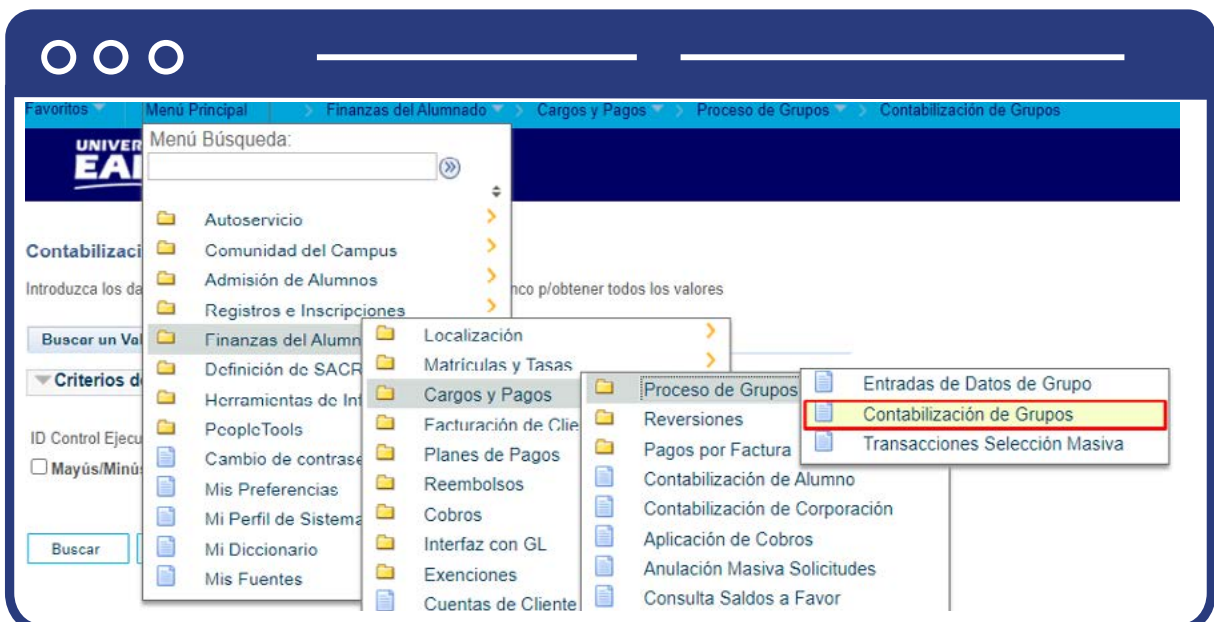 Favoritos Menú Principal > Finanzas del Alumnado > Cargos y Pagos > Proceso de Grupos > Contabilización de Grupos
UNIVER
EAI
Menú Búsqueda:
Autoservicio
Comunidad del Campus
Admisión de Alumnos
Registros e Inscripciones
Finanzas del Alumn
Definición de SACR
Herramientas de Inf
PeopleTools
Cambio de contrase
Mis Preferencias
Mi Perfil de Sistema
Mi Diccionario
Mis Fuentes
Contabilizaci
Introduzca los da
nco p/obtener todos los valores
Buscar un Val
Criterios d
ID Control Ejecu
Mayús/Minús
Buscar
Localización
Matrículas y Tasas
Cargos y Pagos
Facturación de Clie
Planes de Pagos
Reembolsos
Cobros
Interfaz con GL
Exenciones
Cuentas de Cliente
Proceso de Grupos
Reversiones
Pagos por Factura
Contabilización de Alumno
Contabilización de Corporación
Aplicación de Cobros
Anulación Masiva Solicitudes
Consulta Saldos a Favor
Entradas de Datos de Grupo
Contabilización de Grupos
Transacciones Selección Masiva